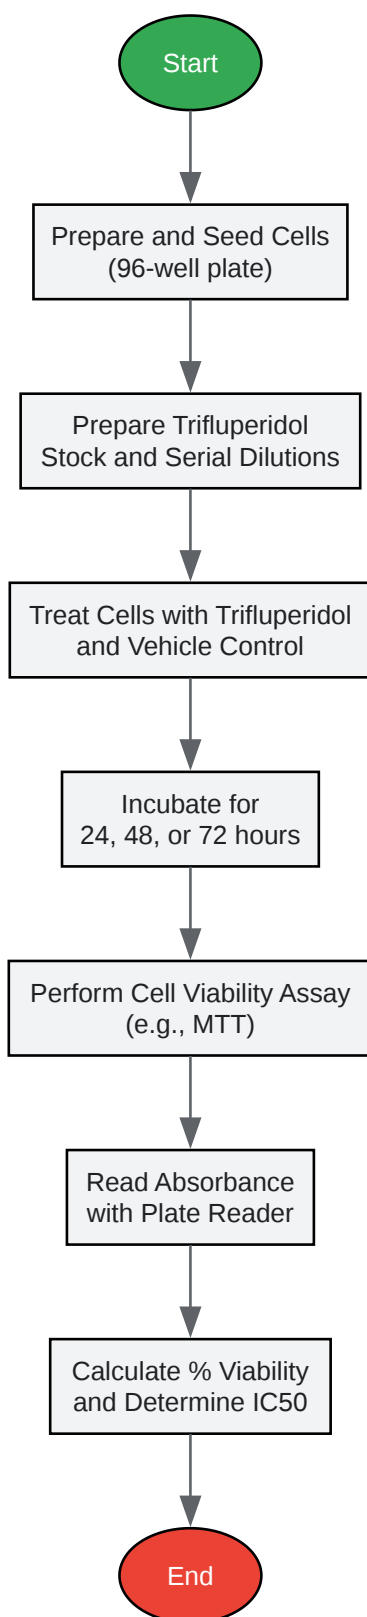 Start
Prepare and Seed Cells
(96-well plate)
Prepare Trifluperidol
Stock and Serial Dilutions
Treat Cells with Trifluperidol
and Vehicle Control
Incubate for
24, 48, or 72 hours
Perform Cell Viability Assay
(e.g., MTT)
Read Absorbance
with Plate Reader
Calculate % Viability
and Determine IC50
End